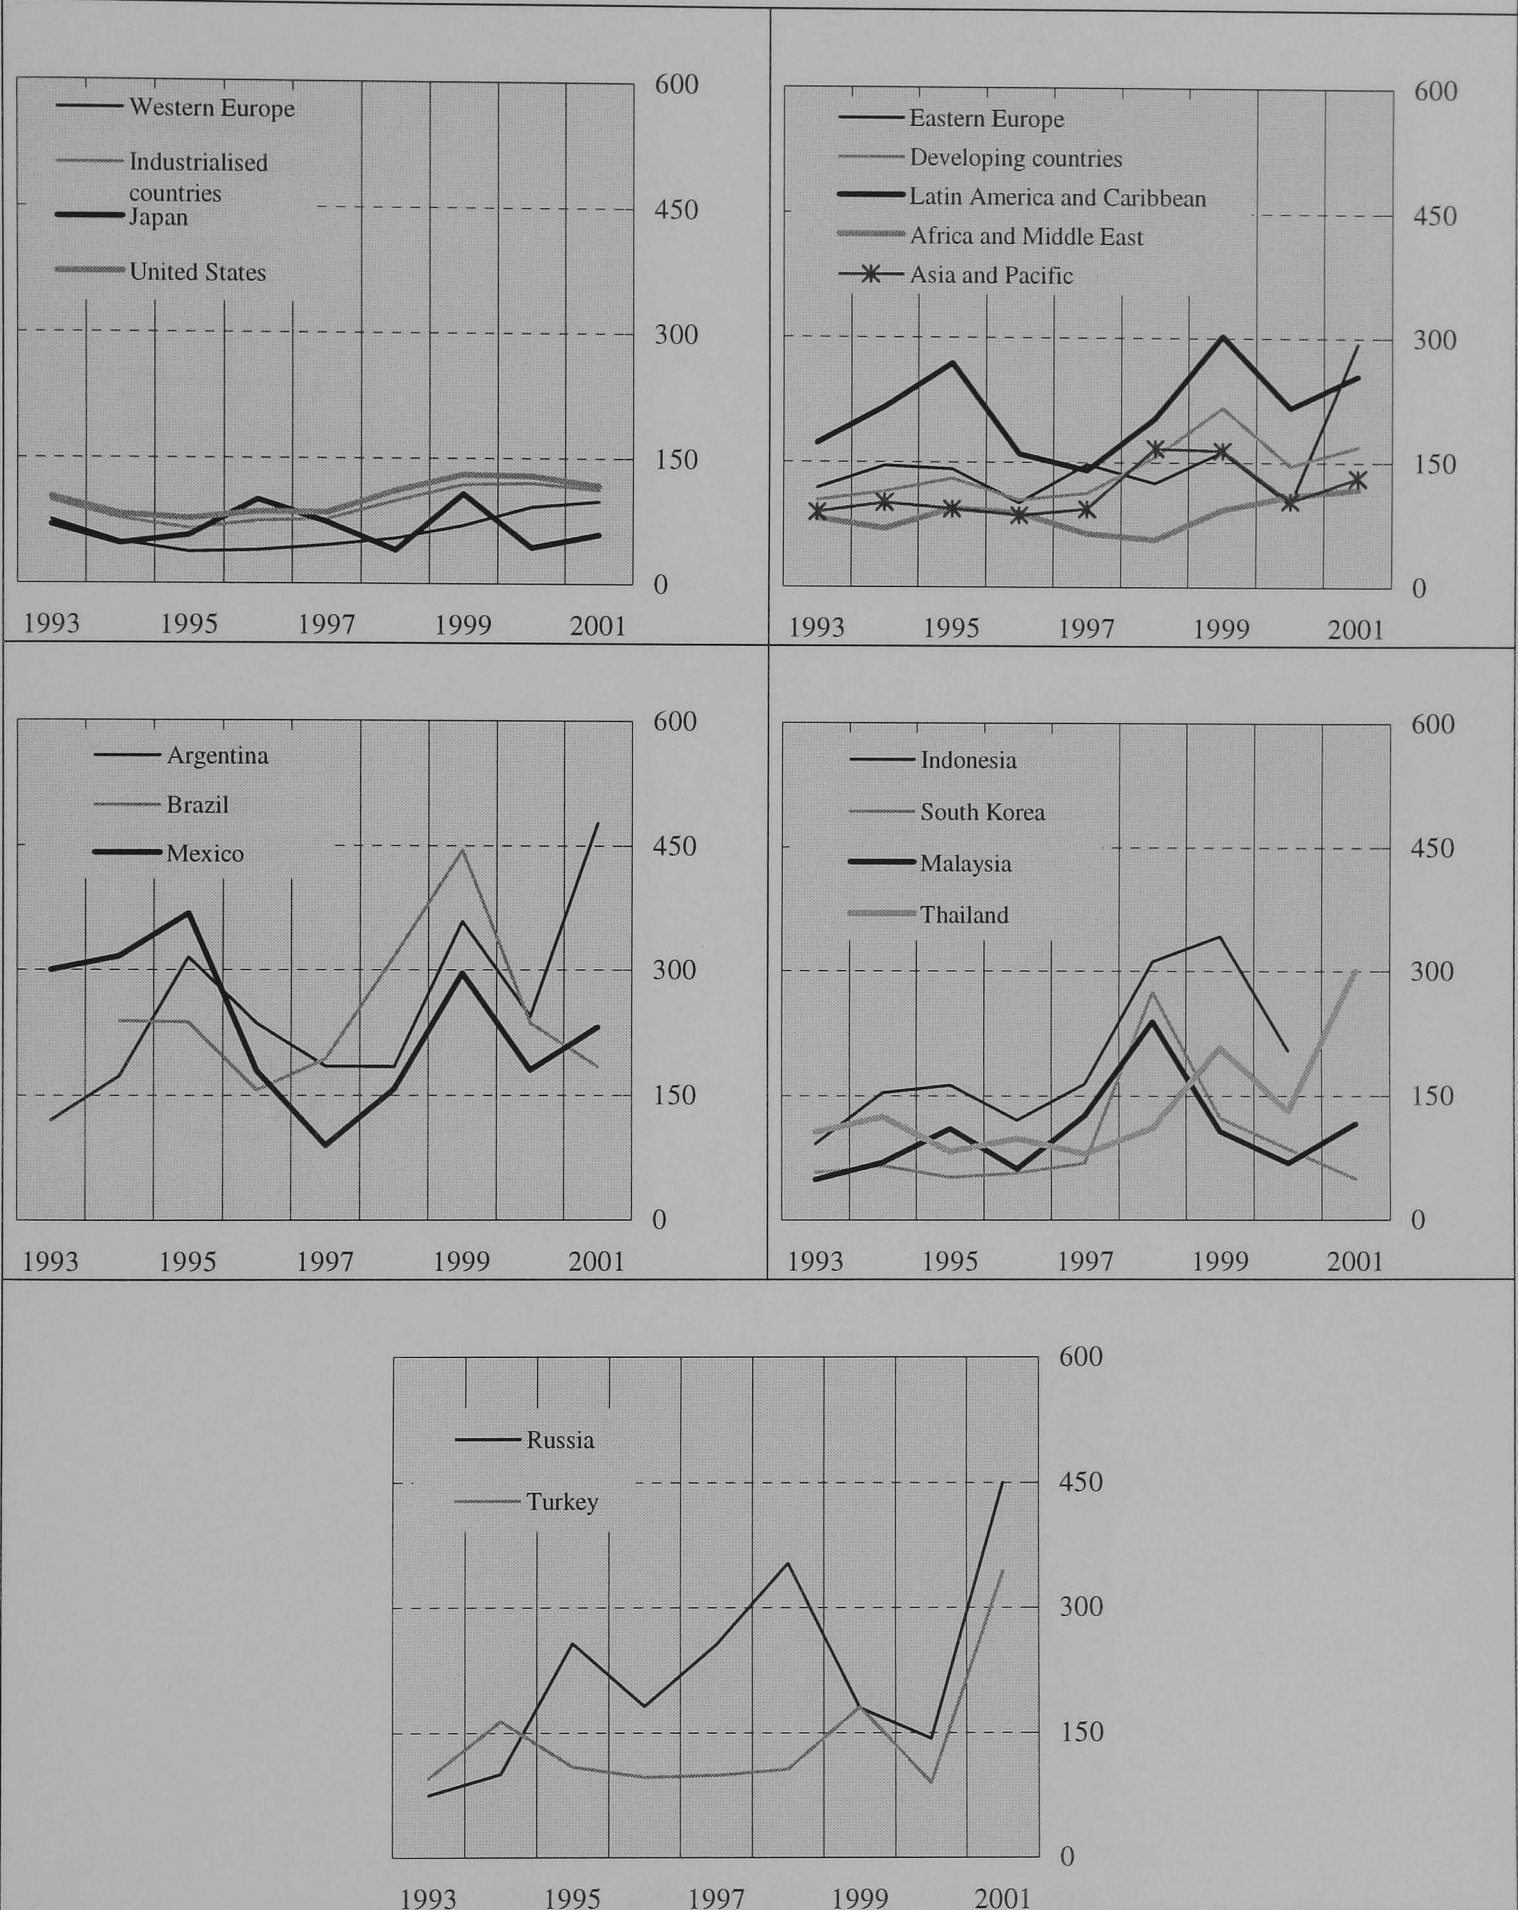 Western Europe
Industrialised
countries
Japan
United States
600
450
300
150
0
1993 1995 1997 1999 2001
Eastern Europe
Developing countries
Latin America and Caribbean
Africa and Middle East
Asia and Pacific
600
450
300
150
0
1993 1995 1997 1999 2001
Argentina
Brazil
Mexico
600
450
300
150
0
1993 1995 1997 1999 2001
Indonesia
South Korea
Malaysia
Thailand
600
450
300
150
0
1993 1995 1997 1999 2001
Russia
Turkey
600
450
300
150
0
1993 1995 1997 1999 2001